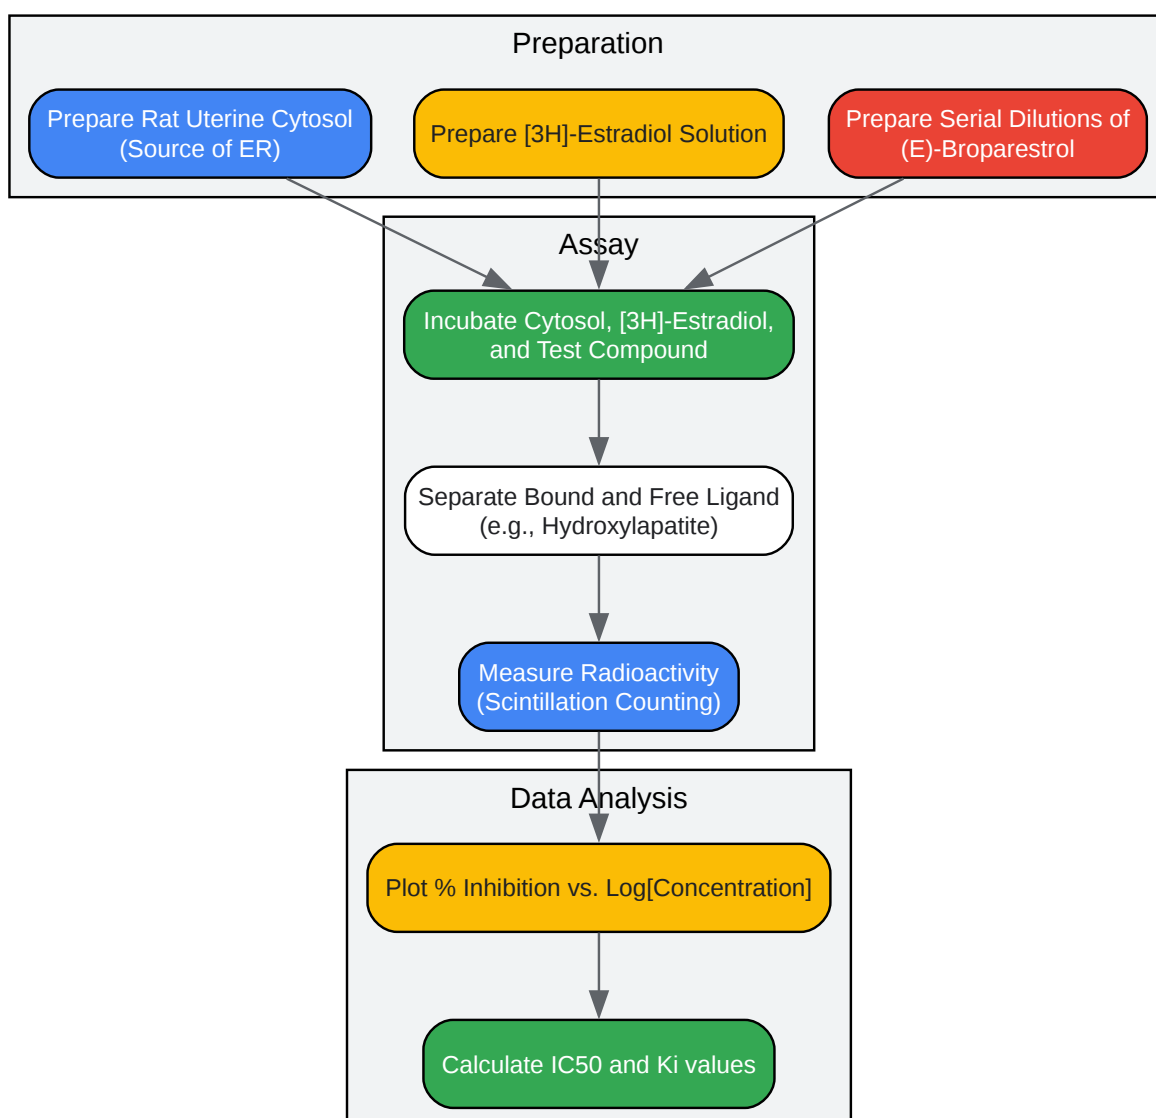 Preparation
Prepare Rat Uterine Cytosol
(Source of ER)
Prepare [3H]-Estradiol Solution
Prepare Serial Dilutions of
(E)-Broparestrol
Assay
Incubate Cytosol, [3H]-Estradiol,
and Test Compound
Separate Bound and Free Ligand
(e.g., Hydroxylapatite)
Measure Radioactivity
(Scintillation Counting)
Data Analysis
Plot % Inhibition vs. Log[Concentration]
Calculate IC50 and Ki values